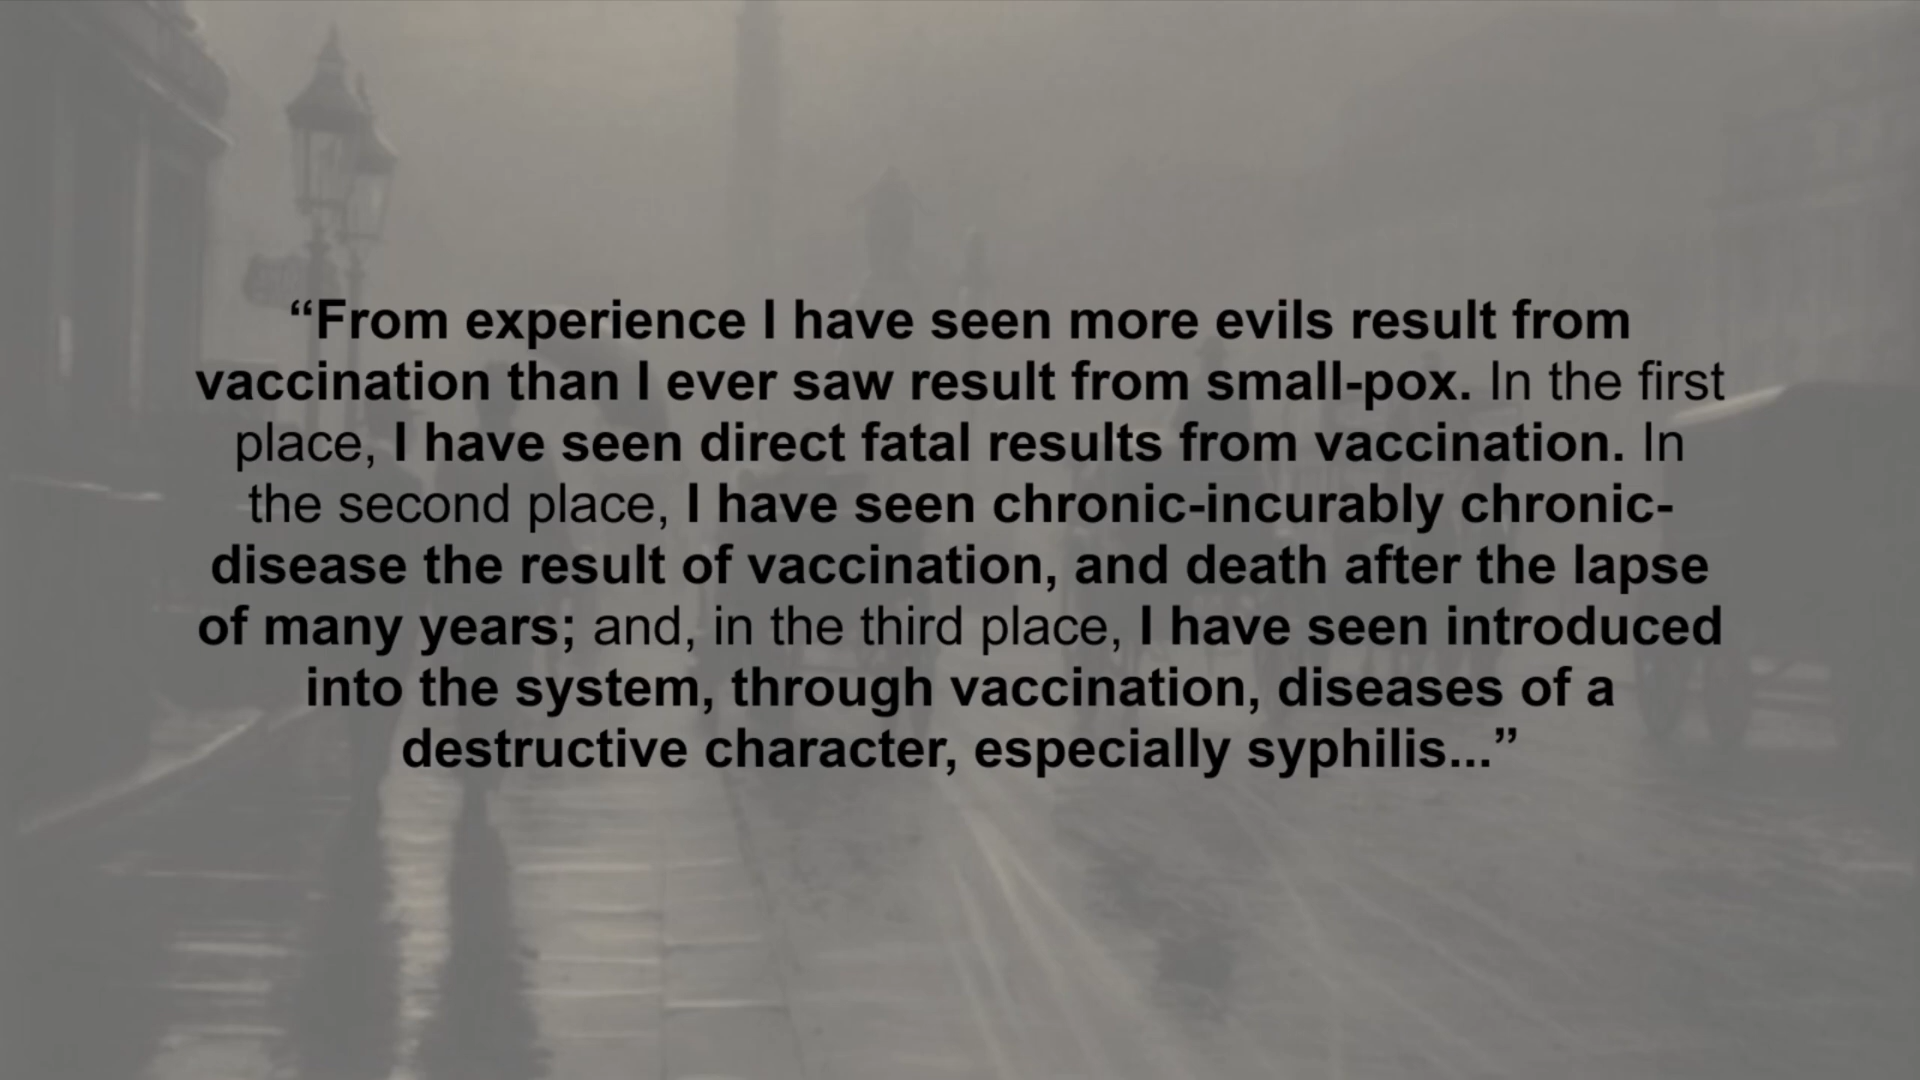 “From experience I have seen more evils result from
vaccination than I ever saw result from small-pox. In the first
place, I have seen direct fatal results from vaccination. In
the second place, I have seen chronic-incurably chronic-
disease the result of vaccination, and death after the lapse
of many years; and, in the third place, I have seen introduced
into the system, through vaccination, diseases of a
destructive character, especially syphilis...”